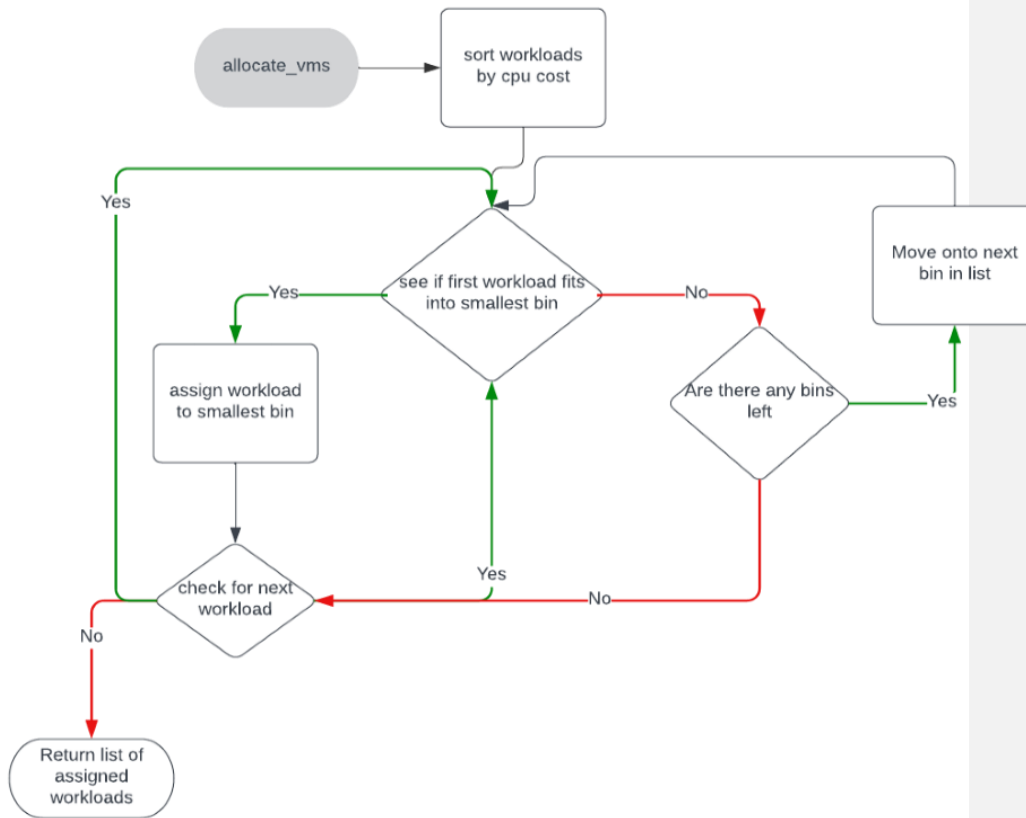 allocate_vms
sort workloads
by cpu cost
Yes
see if first workload fits
into smallest bin
Yes
No
Move onto next
bin in list
assign workload
to smallest bin
Are there any bins
left
Yes
check for next
workload
Yes
No
No
Return list of
assigned
workloads